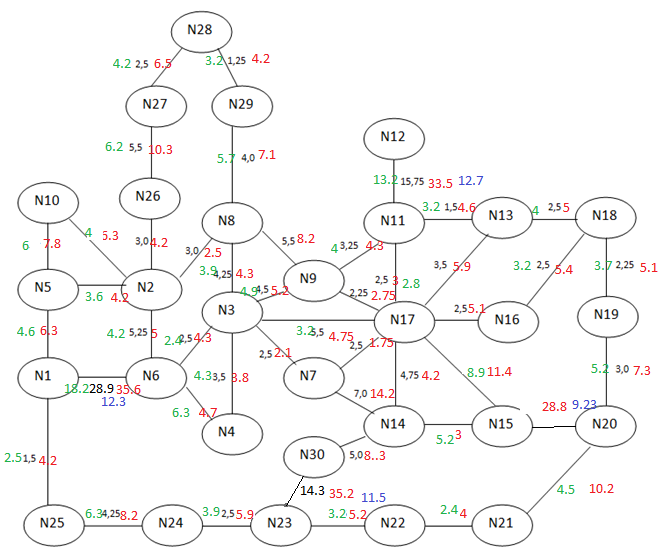 N28
4.2 2,5 6.5 3.2 1,25 4.2
N27 N29
6.2 5,5 10.3 5.7 4,0 7.1
N12
13.2 15,75 33.5 12.7
N10 N26 N8 N11 3.2 1,5 4.6 N13 4 2,5 5 N18
4 5.3 3,0 4.2 3,0 2.5 5,5 8.2 4 3,25 4.3
6 7.8 3.9 4,25 4.3 3,5 5.9 3.2 2,5 5.4 3.7 2,25 5.1
N5 3.6 4.2 N2 N9 2,5 3 2.8
4.9 4,5 5.2 2,25 2.75
N3 N17 2,5 5.1 N16 N19
4.6 6.3 4.2 5,25 5 2.4 2,5 4.3 3.2 5,5 4.75
2,5 2.1 2,5 1.75
N1 N6 4.3 3,5 3.8 N7 4,75 4.2 8.9 11.4 5.2 3,0 7.3
18.2 28.9 35.6 7,0 14.2
12.3 6.3 4.7 28.8 9.23
N4 N14 N15 N20
5.2 3
2.5 1,5 4.2 N30 5,0 8..3
14.3 35.2 11.5 4.5 10.2
N25 6.3 4,25 8.2 N24 3.9 2,5 5.9 N23 3.2 5.2 N22 2.4 4 N21